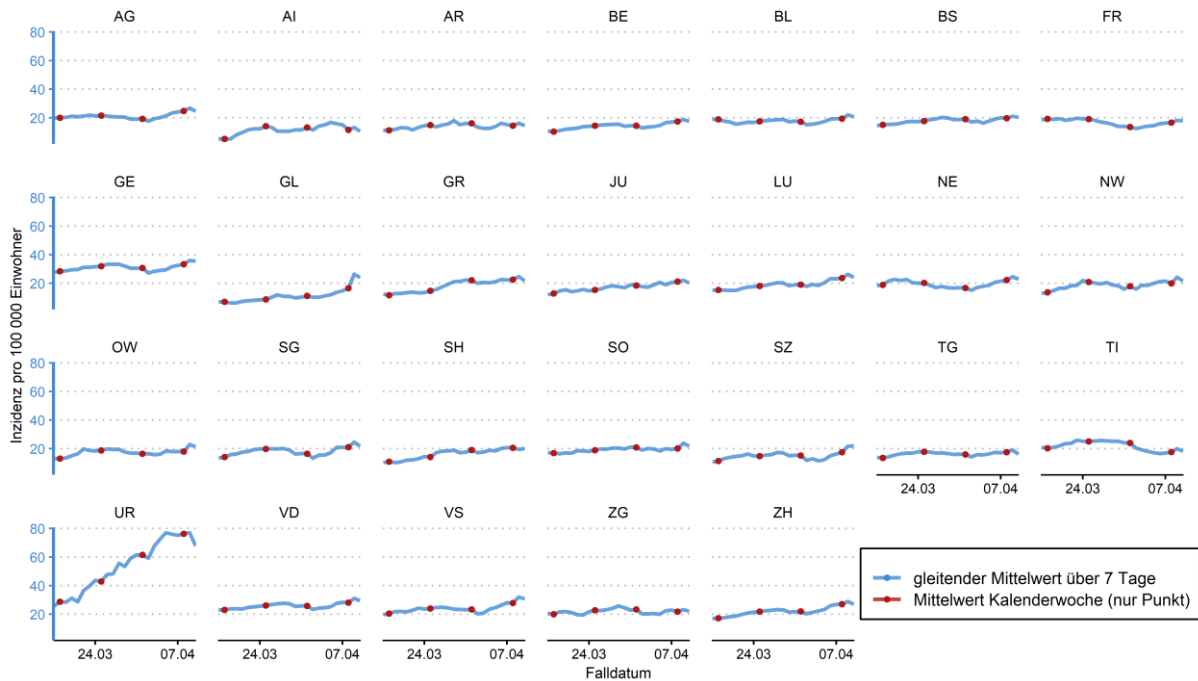 AG AI AR BE BL BS FR
80
60
40
20
GE GL GR JU LU NE NW
80
60
40
20
OW SG SH SO SZ TG TI
80
60
40
20
24.03 07.04 24.03 07.04
UR VD VS ZG ZH
80
60
40
20
24.03 07.04 24.03 07.04 24.03 07.04 24.03 07.04 24.03 07.04
Inzidenz pro 100 000 Einwohner
Falldatum
gleitender Mittelwert über 7 Tage
Mittelwert Kalenderwoche (nur Punkt)